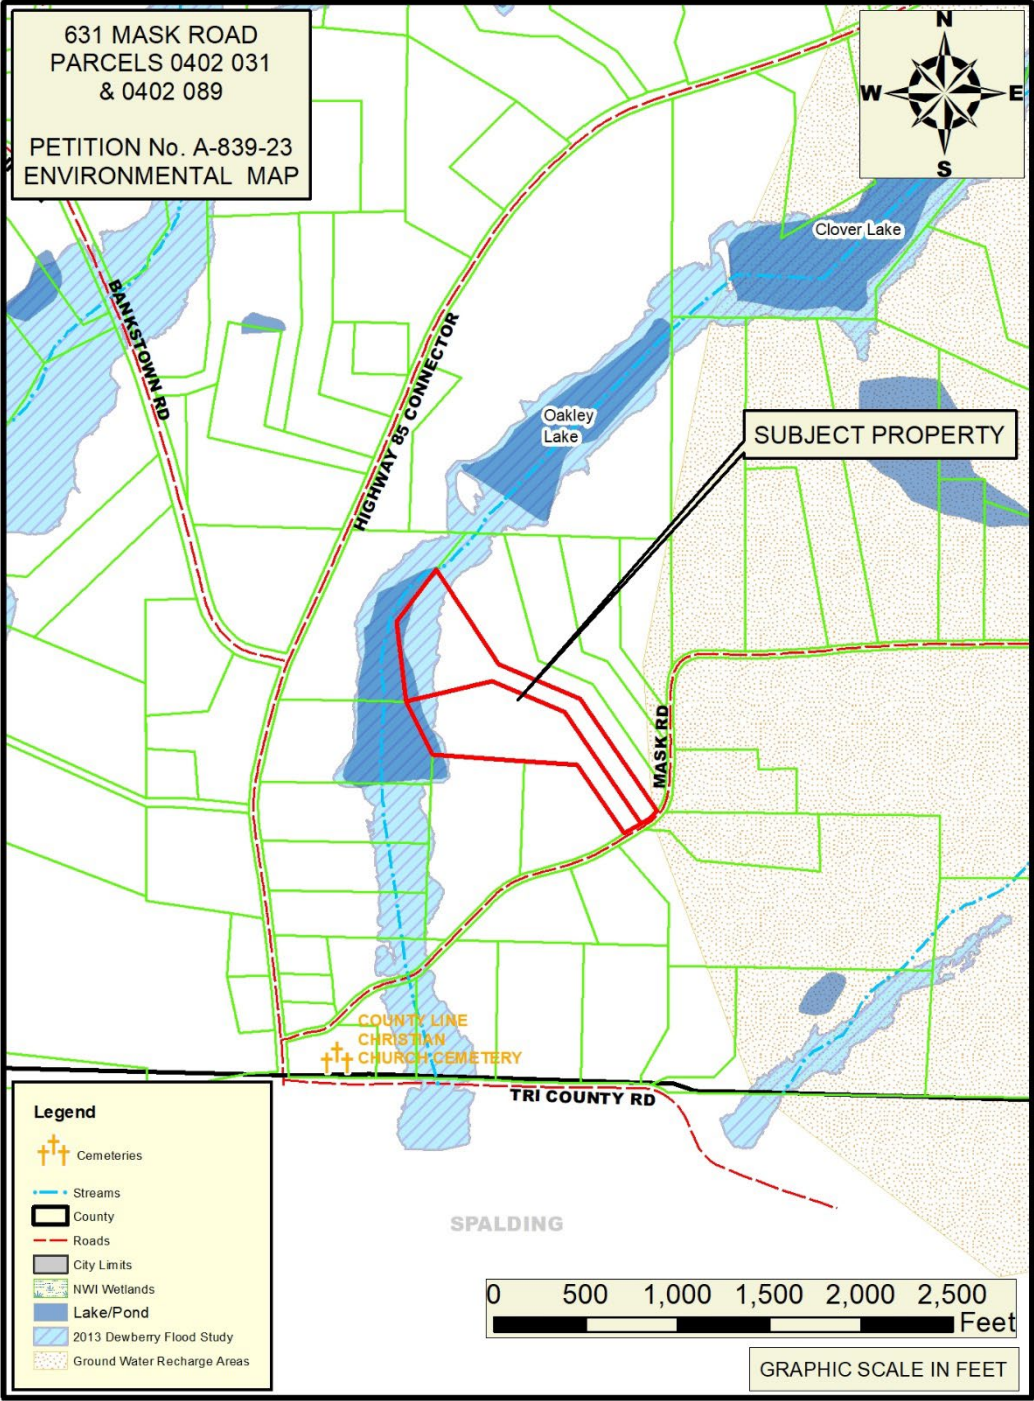 631 MASK ROAD
PARCELS 0402 031
& 0402 089
PETITION No. A-839-23
ENVIRONMENTAL MAP
N
W
E
S
Clover Lake
BANKSTOWN RD
HIGHWAY 85 CONNECTOR
Oakley
Lake
SUBJECT PROPERTY
MASK RD
COUNTY LINE
CHRISTIAN
CHURCH CEMETERY
TRI COUNTY RD
SPALDING
Legend
Cemeteries
Streams
County
Roads
City Limits
NWI Wetlands
Lake/Pond
2013 Dewberry Flood Study
Ground Water Recharge Areas
0 500 1,000 1,500 2,000 2,500
Feet
GRAPHIC SCALE IN FEET